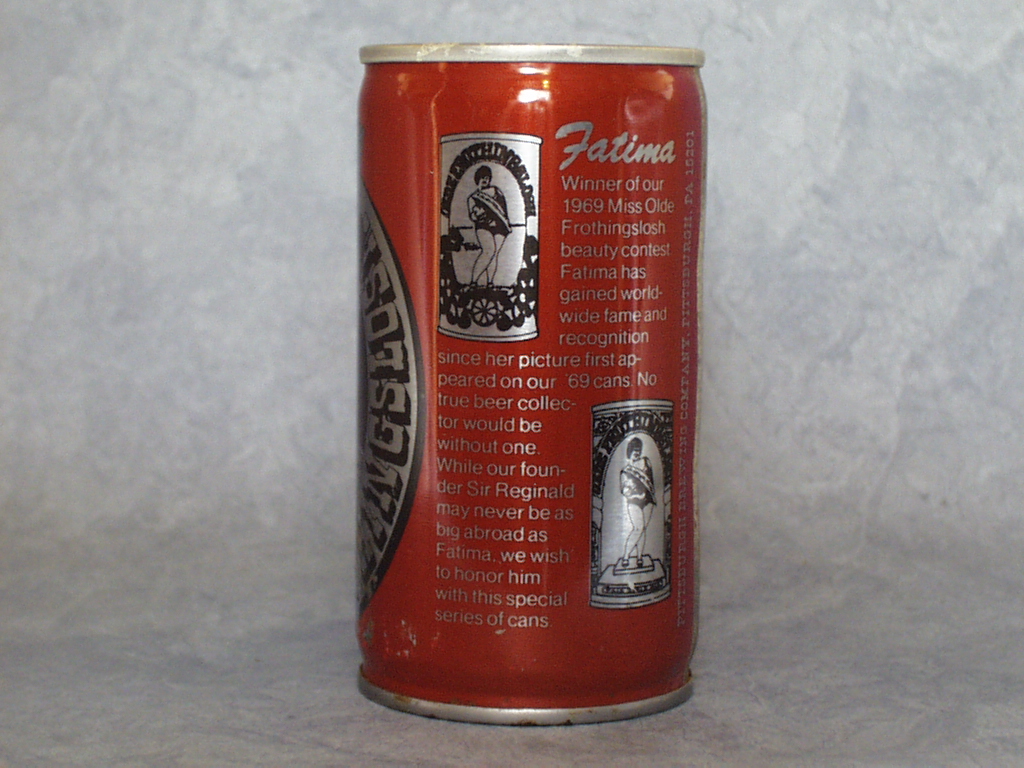 Fatima
Winner of our
1969 Miss Olde
Frothingslosh
beauty contest
Fatima has
gained world-
wide fame and
recognition
since her picture first ap-
peared on our '69 cans. No
true beer collec-
tor would be
without one.
While our foun-
der Sir Reginald
may never be as
big abroad as
Fatima, we wish
to honor him
with this special
series of cans.
PITTSBURGH BREWING COMPANY, PITTSBURGH, PA 15201